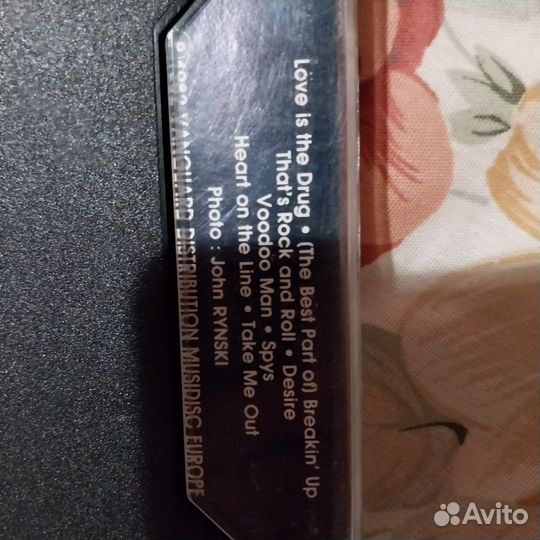 Löve is the Drug • (The Best Part of) Breakin' Up
That's Rock and Roll • Desire
Voodoo Man • Spys
Heart on the Line • Take Me Out
Photo : John RYNSKI
VANGUARD DISTRIBUTION MUSIDISC EUROPE
Avito